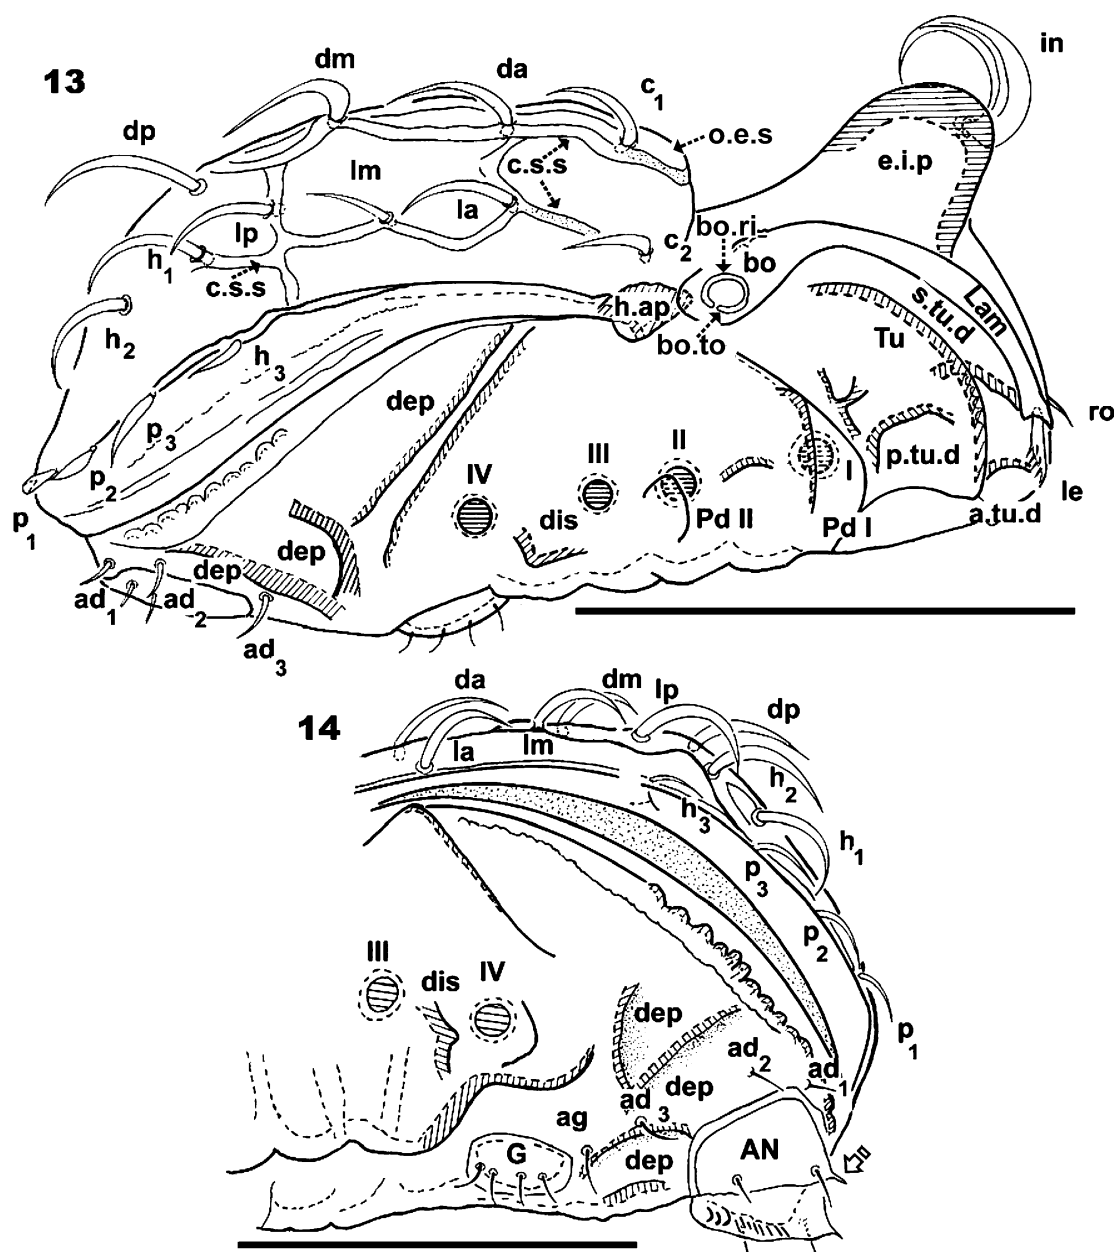 13
dm
da
c1
in
dp
o.e.s
c.s.s
lm
e.i.p
la
lp
bo.ri
c2
bo
h1
c.s.s
h.ap
s.tu.d
Lam
h2
bo.to
Tu
h3
dep
ro
p3
II
III
I
p.tu.d
p2
IV
le
p1
dis
Pd II
Pd I
a.tu.d
dep
dep
ad1
ad2
ad3
14
da
dm
lp
dp
la
lm
h2
h3
h1
p3
p2
III
dis
IV
dep
p1
ad2
ad1
dep
ad3
ag
G
dep
AN